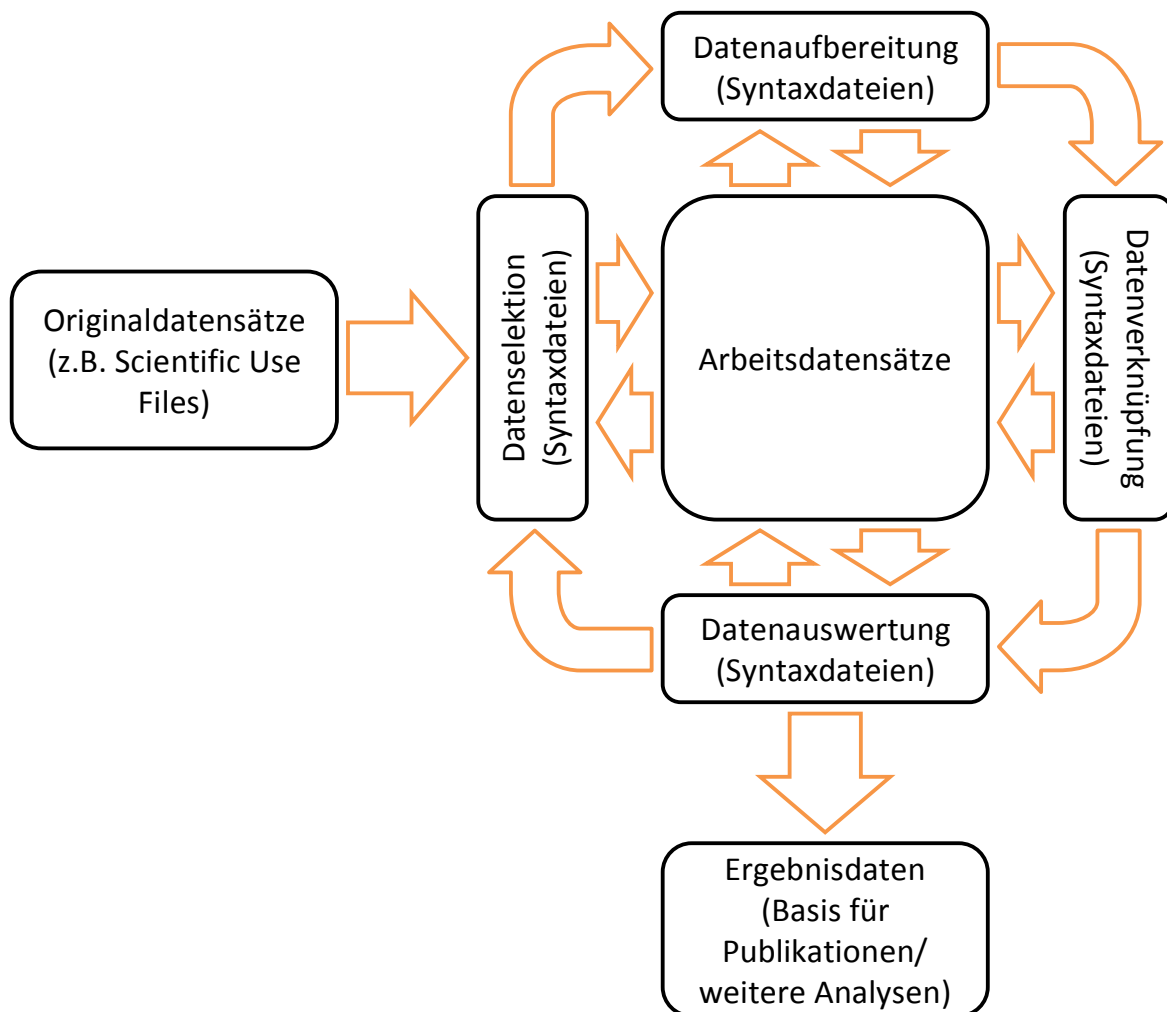 Datenaufbereitung
(Syntaxdateien)
Originaldatensätze
(z.B. Scientific Use
Files)
Datenselektion
(Syntaxdateien)
Arbeitsdatensätze
Datenverknüpfung
(Syntaxdateien)
Datenauswertung
(Syntaxdateien)
Ergebnisdaten
(Basis für
Publikationen/
weitere Analysen)